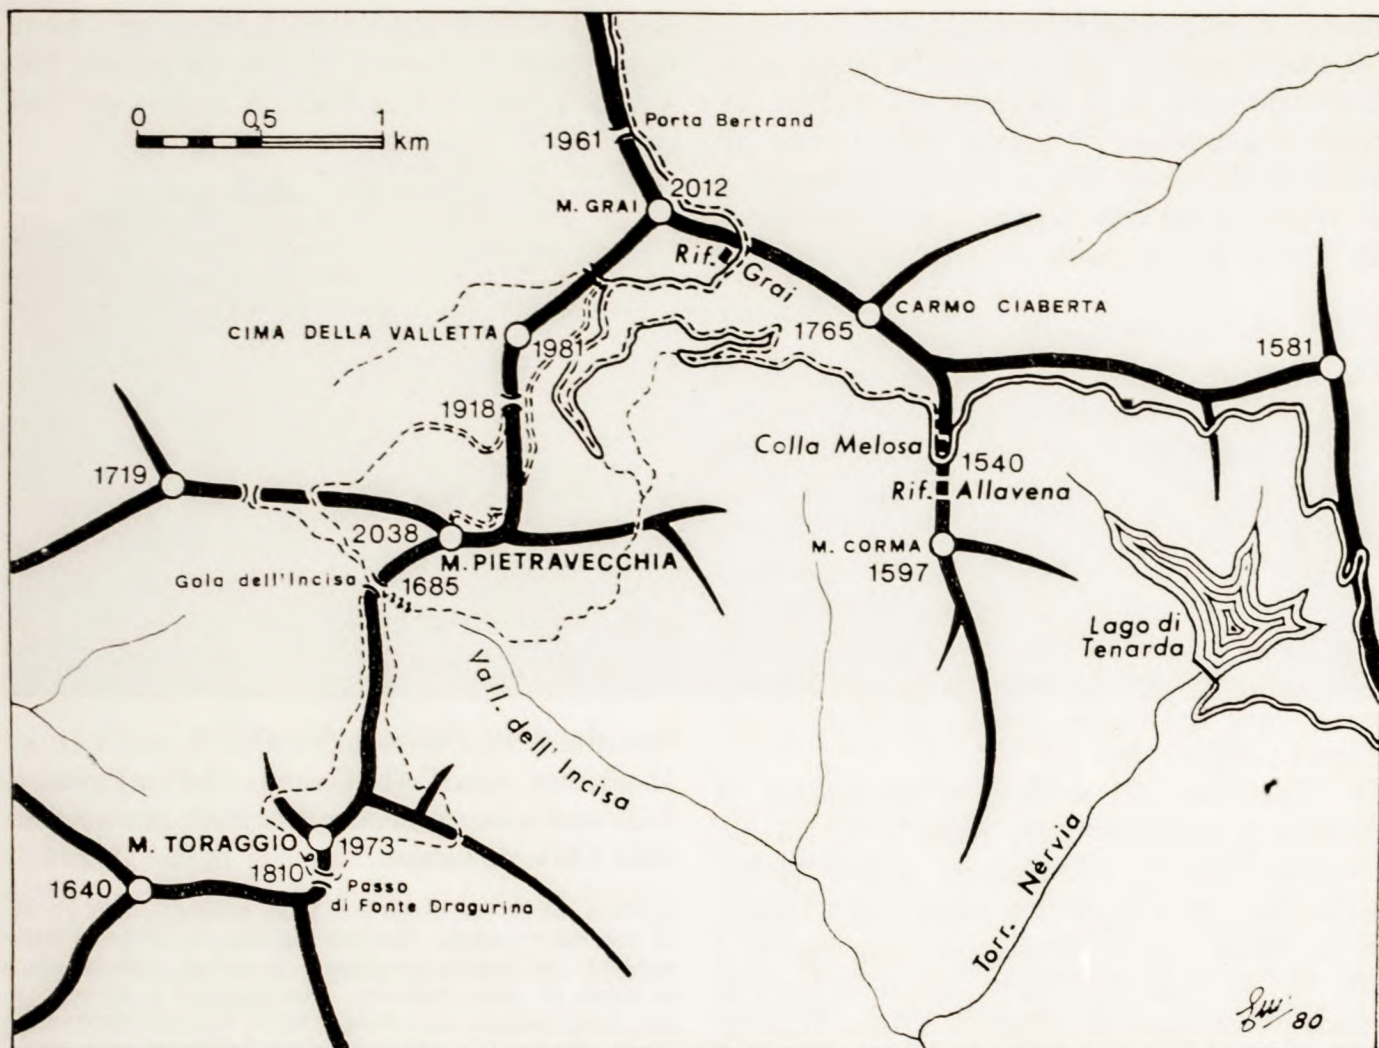 0 0,5 1
km
Porta Bertrand
1961
2012
M. GRAI
Rif. Grai
CIMA DELLA VALLETTA
1981
1765
CARMO CIABERTA
1581
1918
Colla Melosa
1540
1719
Rif. Allavena
2038
M. PIETRAVECCHIA
M. CORMA
1597
Gola dell'Incisa
1685
Lago di
Tenarda
Vall. dell'Incisa
M. TORAGGIO
1973
1810
1640
Passo
di Fonte Dragurina
Torr. Nérvia
80